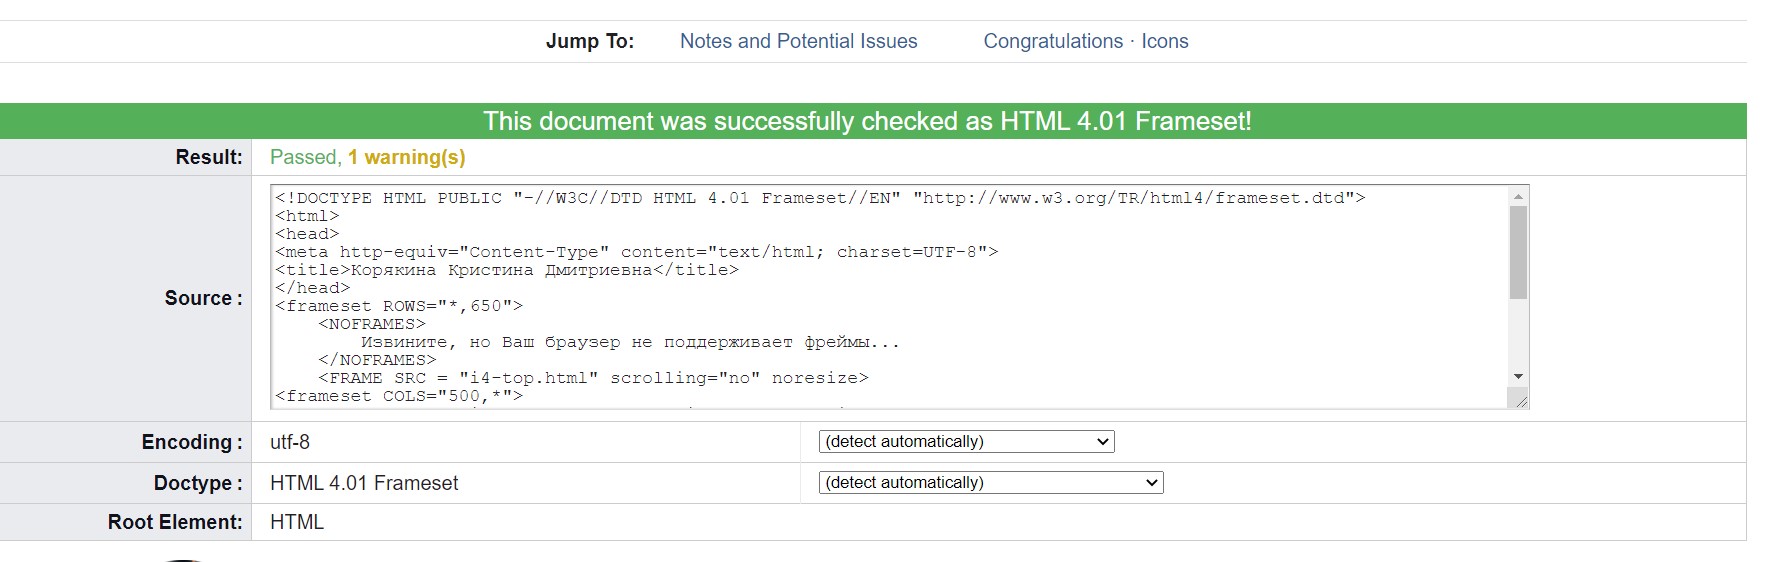 Jump To: Notes and Potential Issues Congratulations · Icons
This document was successfully checked as HTML 4.01 Frameset!
Result: Passed, 1 warning(s)
Source :
<!DOCTYPE HTML PUBLIC "-//W3C//DTD HTML 4.01 Frameset//EN" "http://www.w3.org/TR/html4/frameset.dtd">
<html>
<head>
<meta http-equiv="Content-Type" content="text/html; charset=UTF-8">
<title>Корякина Кристина Дмитриевна</title>
</head>
<frameset ROWS="*,650">
<NOFRAMES>
Извините, но Ваш браузер не поддерживает фреймы...
</NOFRAMES>
<FRAME SRC = "i4-top.html" scrolling="no" noresize>
<frameset COLS="500,*">
Encoding : utf-8 (detect automatically)
Doctype : HTML 4.01 Frameset (detect automatically)
Root Element: HTML